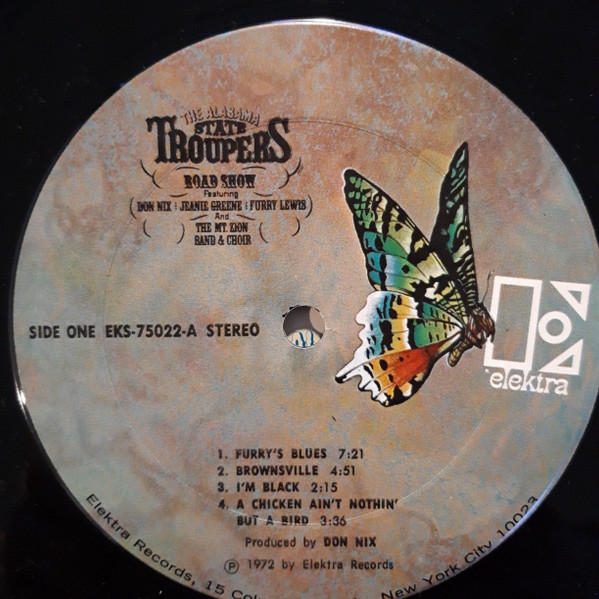 THE ALABAMA
STATE
TROUPERS
ROAD SHOW
Featuring
DON NIX : JEANIE GREENE : FURRY LEWIS
And
THE MT. ZION
BAND & CHOIR
SIDE ONE EKS-75022-A STEREO
elektra
1. FURRY'S BLUES 7:21
2. BROWNSVILLE 4:51
3. I'M BLACK 2:15
4. A CHICKEN AIN'T NOTHIN'
BUT A BIRD 3:36
Produced by DON NIX
℗ 1972 by Elektra Records
Elektra Records, 15 New York City 10023